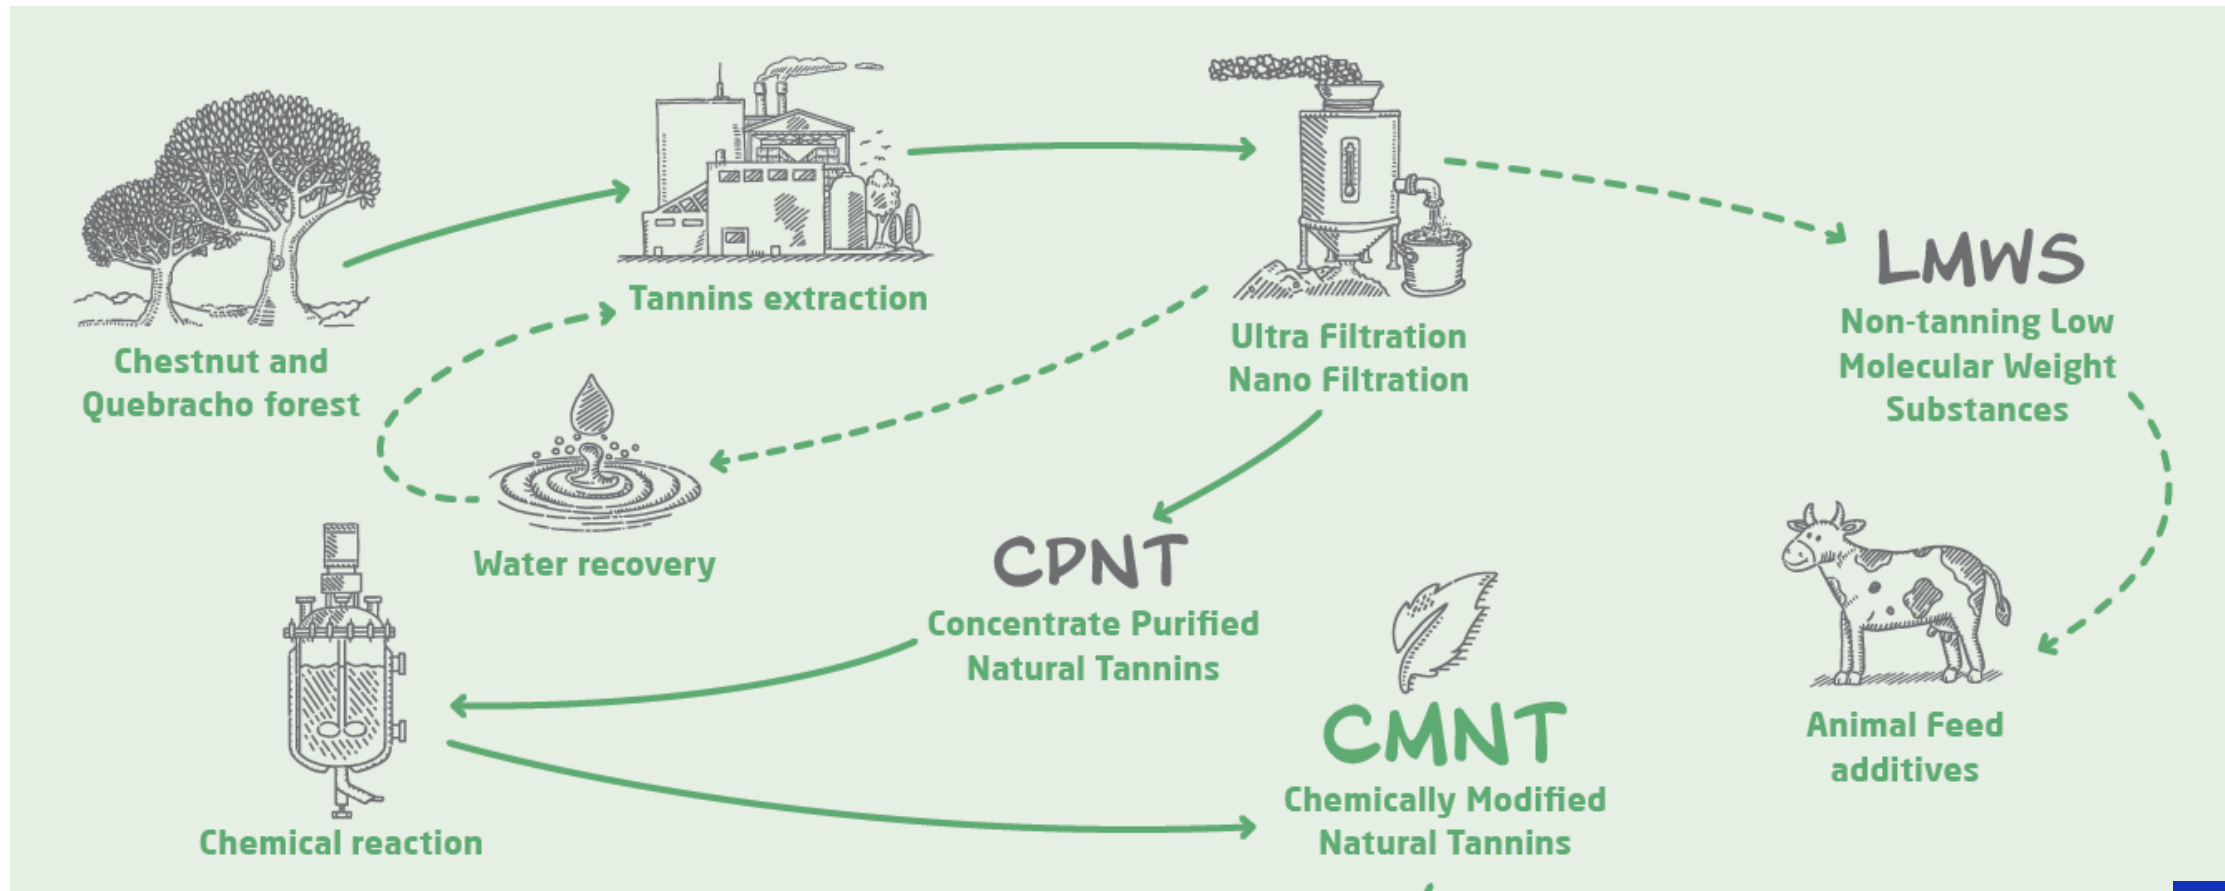 Tannins extraction
Chestnut and
Quebracho forest
Ultra Filtration
Nano Filtration
LMWS
Non-tanning Low
Molecular Weight
Substances
Water recovery
CPNT
Concentrate Purified
Natural Tannins
CMNT
Chemically Modified
Natural Tannins
Animal Feed
additives
Chemical reaction